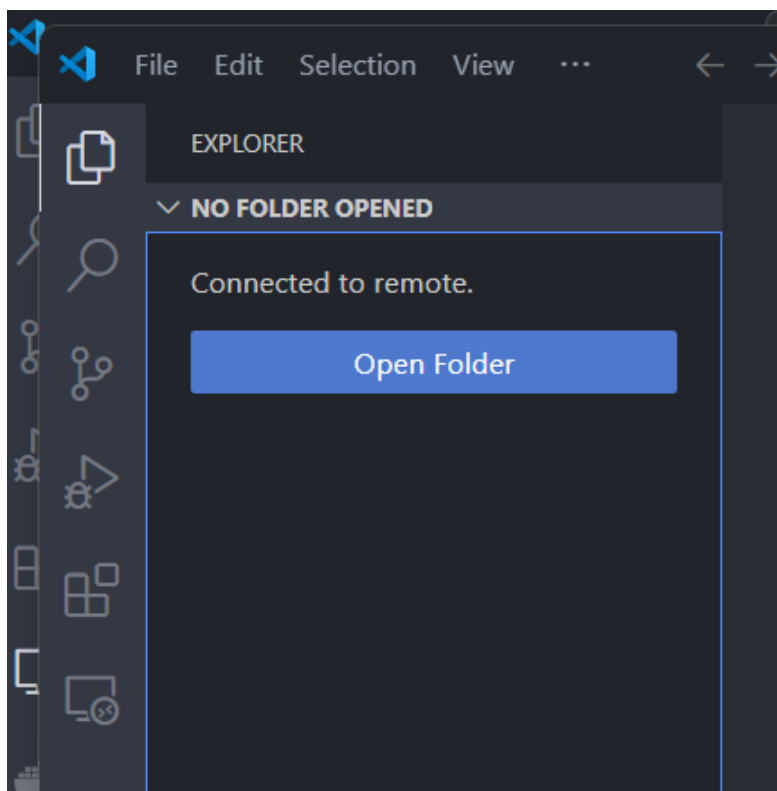 File Edit Selection View ···
EXPLORER
NO FOLDER OPENED
Connected to remote.
Open Folder